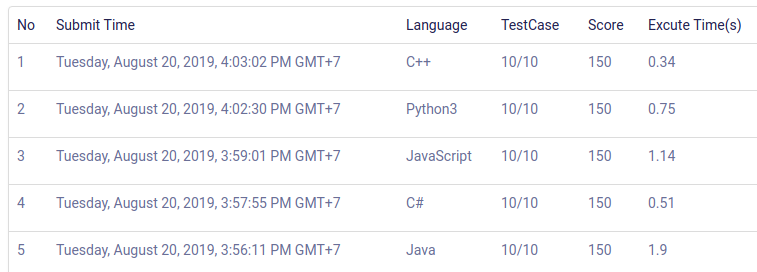 No Submit Time Language TestCase Score Excute Time(s)
1 Tuesday, August 20, 2019, 4:03:02 PM GMT+7 C++ 10/10 150 0.34
2 Tuesday, August 20, 2019, 4:02:30 PM GMT+7 Python3 10/10 150 0.75
3 Tuesday, August 20, 2019, 3:59:01 PM GMT+7 JavaScript 10/10 150 1.14
4 Tuesday, August 20, 2019, 3:57:55 PM GMT+7 C# 10/10 150 0.51
5 Tuesday, August 20, 2019, 3:56:11 PM GMT+7 Java 10/10 150 1.9